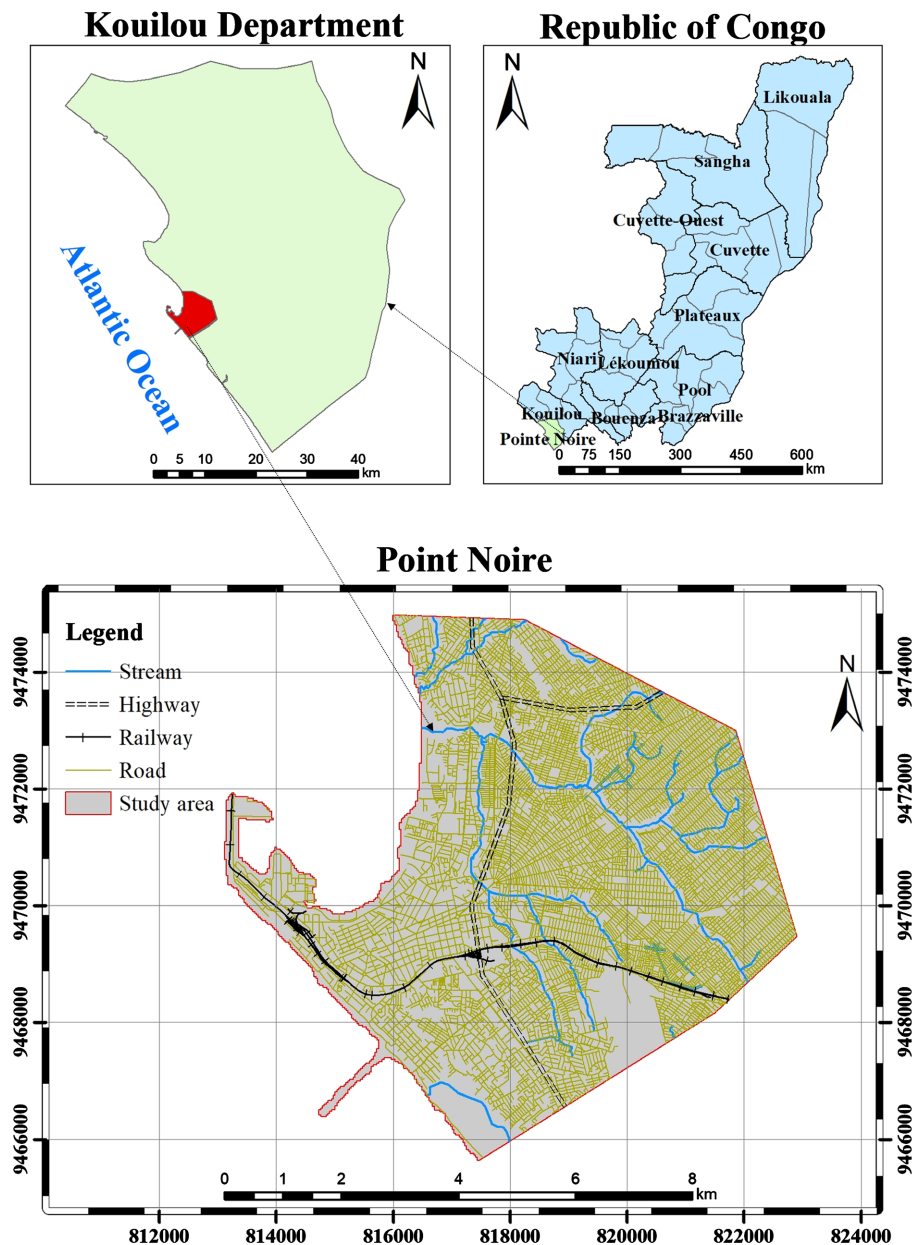 Kouilou Department
N
Atlantic Ocean
0 5 10 20 30 40
km
Republic of Congo
N
Likouala
Sangha
Cuvette-Ouest
Cuvette
Plateaux
Niari
Lékoumou
Pool
Kouilou
Bouenza
Brazzaville
Pointe Noire
0 75 150 300 450 600
km
Point Noire
Legend
Stream
Highway
Railway
Road
Study area
N
9474000
9472000
9470000
9468000
9466000
9474000
9472000
9470000
9468000
9466000
0 1 2 4 6 8
km
812000 814000 816000 818000 820000 822000 824000